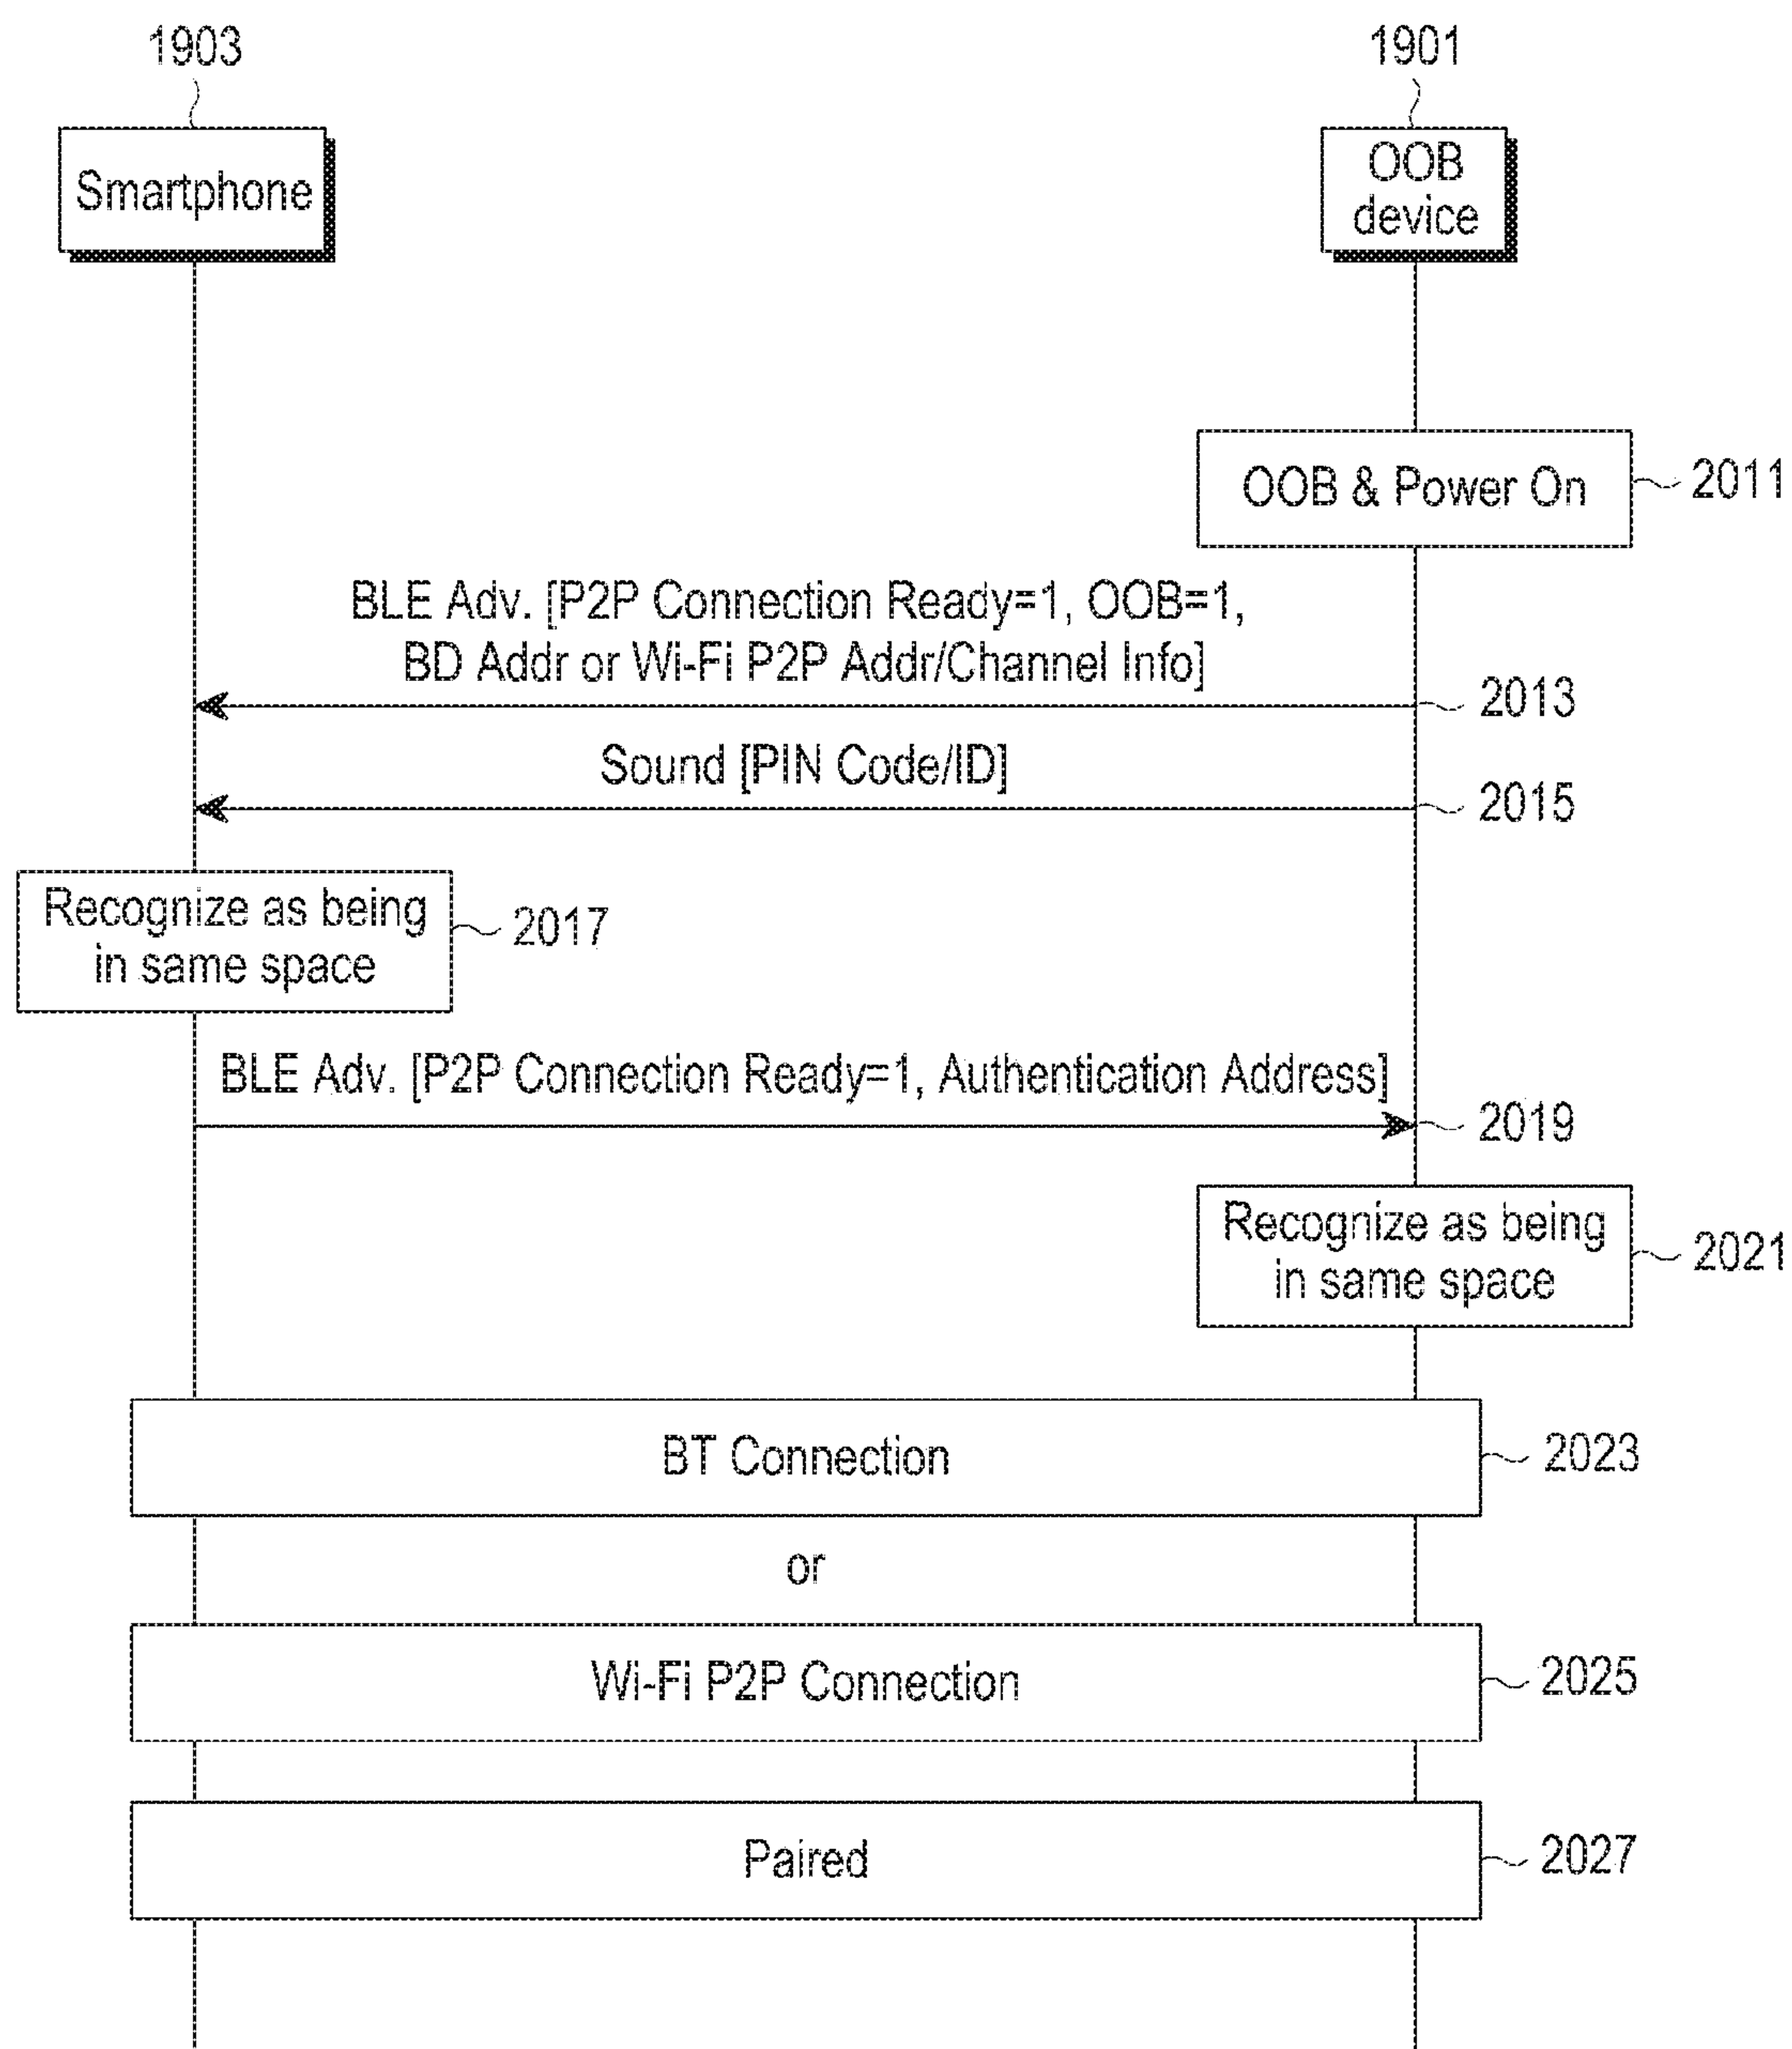 1903
1901
Smartphone
OOB
device
OOB & Power On
2011
BLE Adv. [P2P Connection Ready=1, OOB=1,
BD Addr or Wi-Fi P2P Addr/Channel Info]
2013
Sound [PIN Code/ID]
2015
Recognize as being
in same space
2017
BLE Adv. [P2P Connection Ready=1, Authentication Address]
2019
Recognize as being
in same space
2021
BT Connection
2023
or
Wi-Fi P2P Connection
2025
Paired
2027